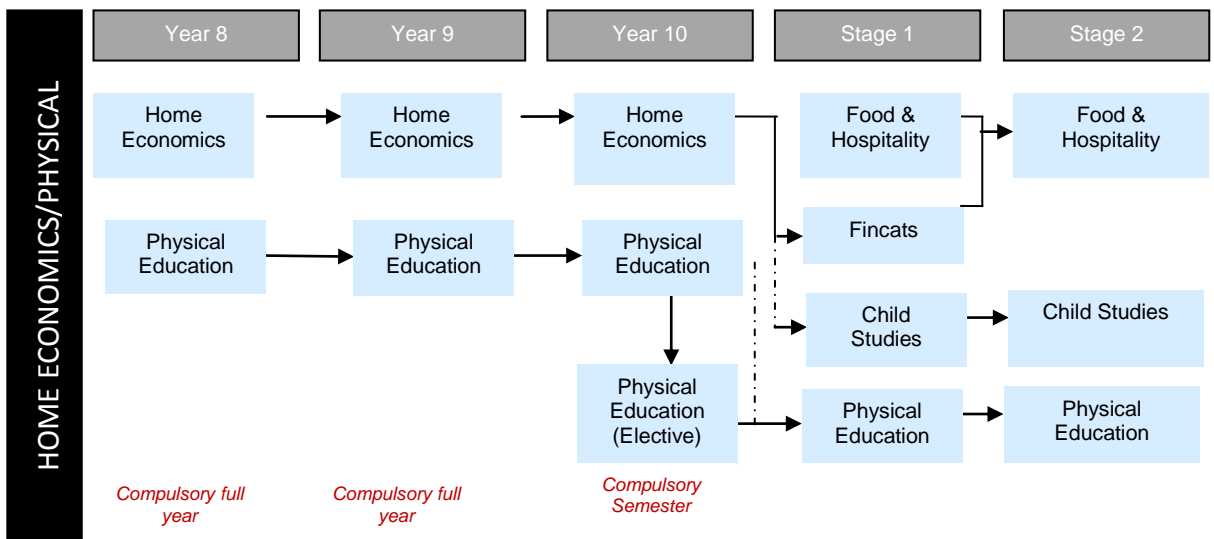 HOME ECONOMICS/PHYSICAL
Year 8
Year 9
Year 10
Stage 1
Stage 2
Home
Economics
Home
Economics
Home
Economics
Food &
Hospitality
Food &
Hospitality
Fincats
Physical
Education
Physical
Education
Physical
Education
Child
Studies
Child Studies
Physical
Education
(Elective)
Physical
Education
Physical
Education
Compulsory full
year
Compulsory full
year
Compulsory
Semester